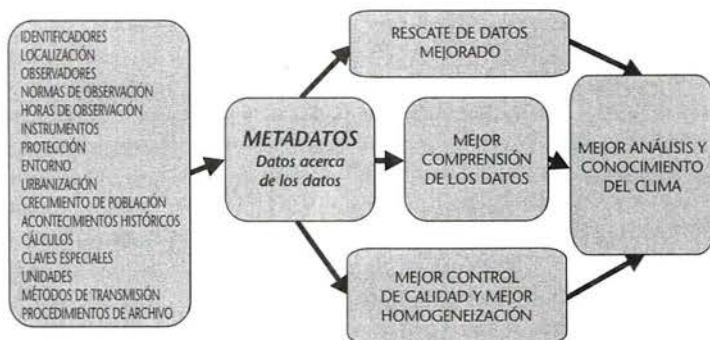 IDENTIFICADORES
LOCALIZACIÓN
OBSERVADORES
NORMAS DE OBSERVACIÓN
HORAS DE OBSERVACIÓN
INSTRUMENTOS
PROTECCIÓN
ENTORNO
URBANIZACIÓN
CRECIMIENTO DE POBLACIÓN
ACONTECIMIENTOS HISTÓRICOS
CÁLCULOS
CLAVES ESPECIALES
UNIDADES
MÉTODOS DE TRANSMISIÓN
PROCEDIMIENTOS DE ARCHIVO
METADATOS
Datos acerca
de los datos
RESCATE DE DATOS
MEJORADO
MEJOR
COMPRENSIÓN
DE LOS DATOS
MEJOR CONTROL
DE CALIDAD Y MEJOR
HOMOGENEIZACIÓN
MEJOR ANÁLISIS Y
CONOCIMIENTO
DEL CLIMA